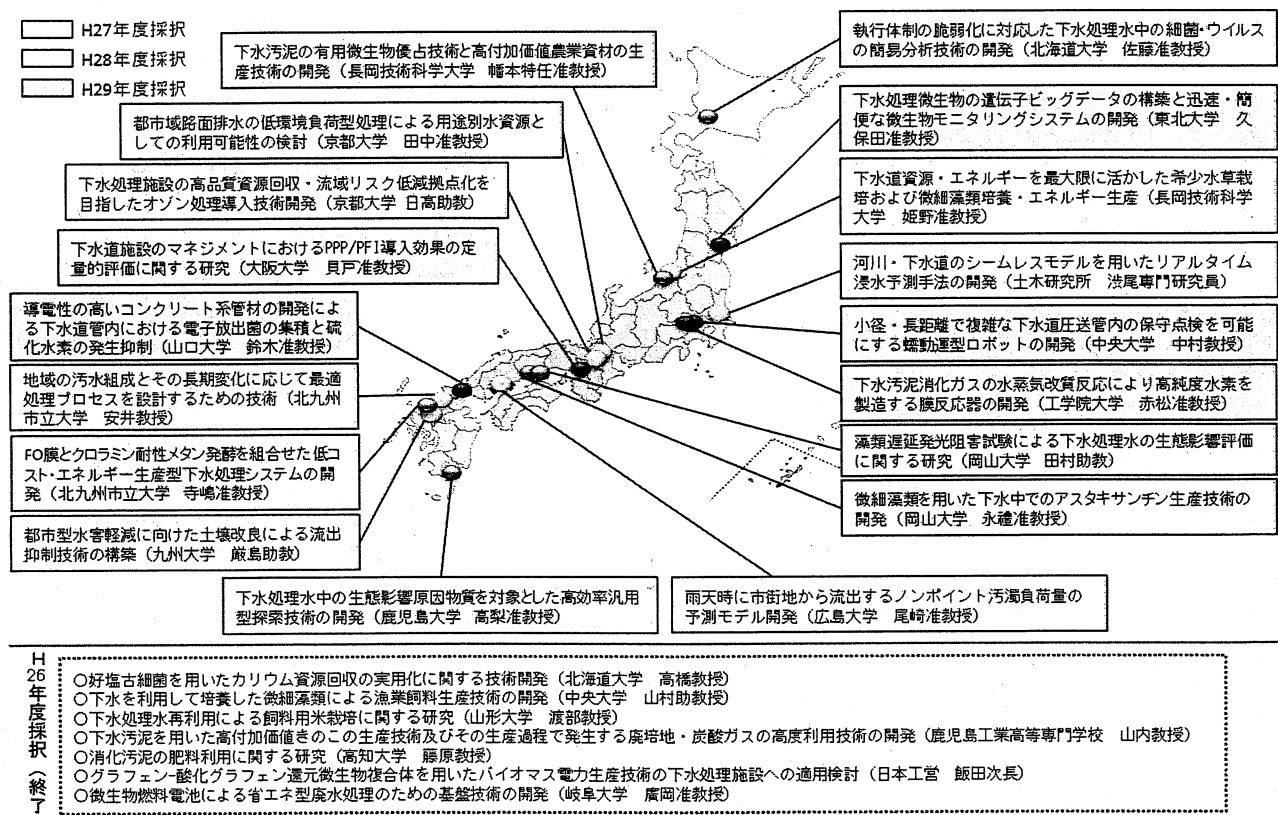 H27年度採択
H28年度採択
H29年度採択
下水汚泥の有用微生物優占技術と高付加価値農業資材の生
産技術の開発（長岡技術科学大学　幡本特任准教授）
都市域路面排水の低環境負荷型処理による用途別水資源と
しての利用可能性の検討（京都大学　田中准教授）
下水処理施設の高品質資源回収・流域リスク低減拠点化を
目指したオゾン処理導入技術開発（京都大学 日高助教）
下水道施設のマネジメントにおけるPPP/PFI導入効果の定
量的評価に関する研究（大阪大学　貝戸准教授）
導電性の高いコンクリート系管材の開発によ
る下水道管内における電子放出菌の集積と硫
化水素の発生抑制（山口大学　鈴木准教授）
地域の汚水組成とその長期変化に応じて最適
処理プロセスを設計するための技術（北九州
市立大学　安井教授）
FO膜とクロラミン耐性メタン発酵を組合せた低コ
スト・エネルギー生産型下水処理システムの開
発（北九州市立大学　寺嶋准教授）
都市型水害軽減に向けた土壌改良による流出
抑制技術の構築（九州大学　厳島助教）
下水処理水中の生態影響原因物質を対象とした高効率汎用
型探索技術の開発（鹿児島大学　高梨准教授）
雨天時に市街地から流出するノンポイント汚濁負荷量の
予測モデル開発（広島大学　尾崎准教授）
執行体制の脆弱化に対応した下水処理水中の細菌・ウイルス
の簡易分析技術の開発（北海道大学　佐藤准教授）
下水処理微生物の遺伝子ビッグデータの構築と迅速・簡
便な微生物モニタリングシステムの開発（東北大学　久
保田准教授）
下水道資源・エネルギーを最大限に活かした希少水草栽
培および微細藻類培養・エネルギー生産（長岡技術科学
大学　姫野准教授）
河川・下水道のシームレスモデルを用いたリアルタイム
浸水予測手法の開発（土木研究所　渋尾専門研究員）
小径・長距離で複雑な下水道圧送管内の保守点検を可能
にする蠕動運型ロボットの開発（中央大学　中村教授）
下水汚泥消化ガスの水蒸気改質反応により高純度水素を
製造する膜反応器の開発（工学院大学　赤松准教授）
藻類遅延発光阻害試験による下水処理水の生態影響評価
に関する研究（岡山大学　田村助教）
微細藻類を用いた下水中でのアスタキサンチン生産技術の
開発（岡山大学　永禮准教授）
H26年度採択（終了
○好塩古細菌を用いたカリウム資源回収の実用化に関する技術開発（北海道大学　高橋教授）
○下水を利用して培養した微細藻類による漁業飼料生産技術の開発（中央大学　山村助教授）
○下水処理水再利用による飼料用米栽培に関する研究（山形大学　渡部教授）
○下水汚泥を用いた高付加価値きのこの生産技術及びその生産過程で発生する廃培地・炭酸ガスの高度利用技術の開発（鹿児島工業高等専門学校　山内教授）
○消化汚泥の肥料利用に関する研究（高知大学　藤原教授）
○グラフェン-酸化グラフェン還元微生物複合体を用いたバイオマス電力生産技術の下水処理施設への適用検討（日本工営　飯田次長）
○微生物燃料電池による省エネ型廃水処理のための基盤技術の開発（岐阜大学　廣岡准教授）